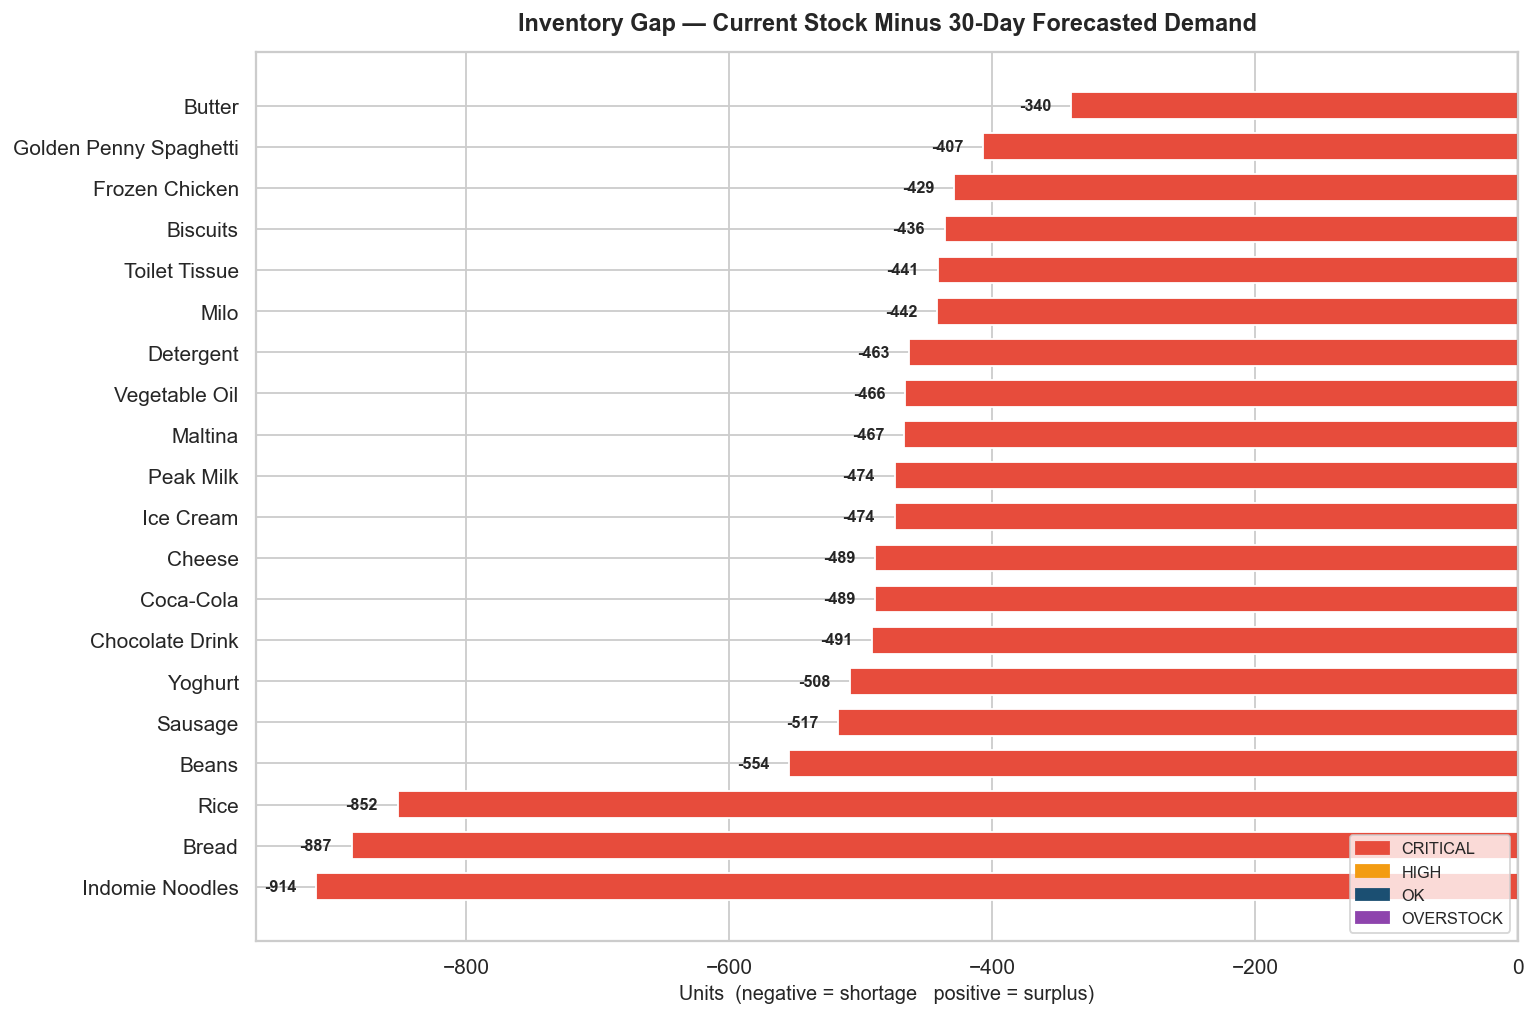 Inventory Gap — Current Stock Minus 30-Day Forecasted Demand
Butter -340
Golden Penny Spaghetti -407
Frozen Chicken -429
Biscuits -436
Toilet Tissue -441
Milo -442
Detergent -463
Vegetable Oil -466
Maltina -467
Peak Milk -474
Ice Cream -474
Cheese -489
Coca-Cola -489
Chocolate Drink -491
Yoghurt -508
Sausage -517
Beans -554
Rice -852
Bread -887
Indomie Noodles -914
CRITICAL
HIGH
OK
OVERSTOCK
−800 −600 −400 −200 0
Units  (negative = shortage   positive = surplus)